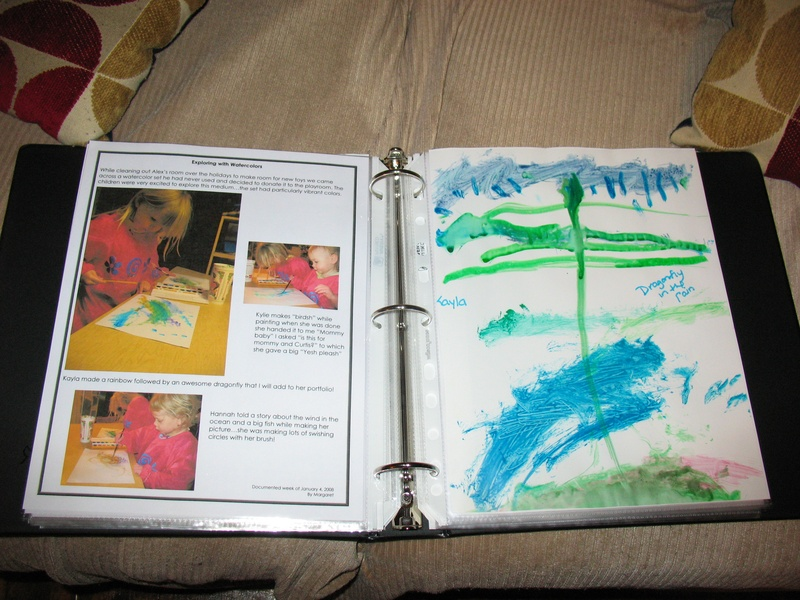 Exploring with Watercolors
While cleaning out Alex's room over the holidays to make room for new toys we came
across a watercolor set he had never used and decided to donate it to the playroom. The
children were very excited to explore this medium....the set had particularly vibrant colors.
Kylie makes "birdsh" while
painting when she was done
she handed it to me "Mommy
baby" I asked "is this for
mommy and Curtis?" to which
she gave a big "Yesh pleash"
Kayla made a rainbow followed by an awesome dragonfly that I will add to her portfolio!
Hannah told a story about the wind in the
ocean and a big fish while making her
picture....she was making lots of swishing
circles with her brush!
Documented week of January 4, 2008
By Margaret
Kayla
Dragonfly
in the
rain